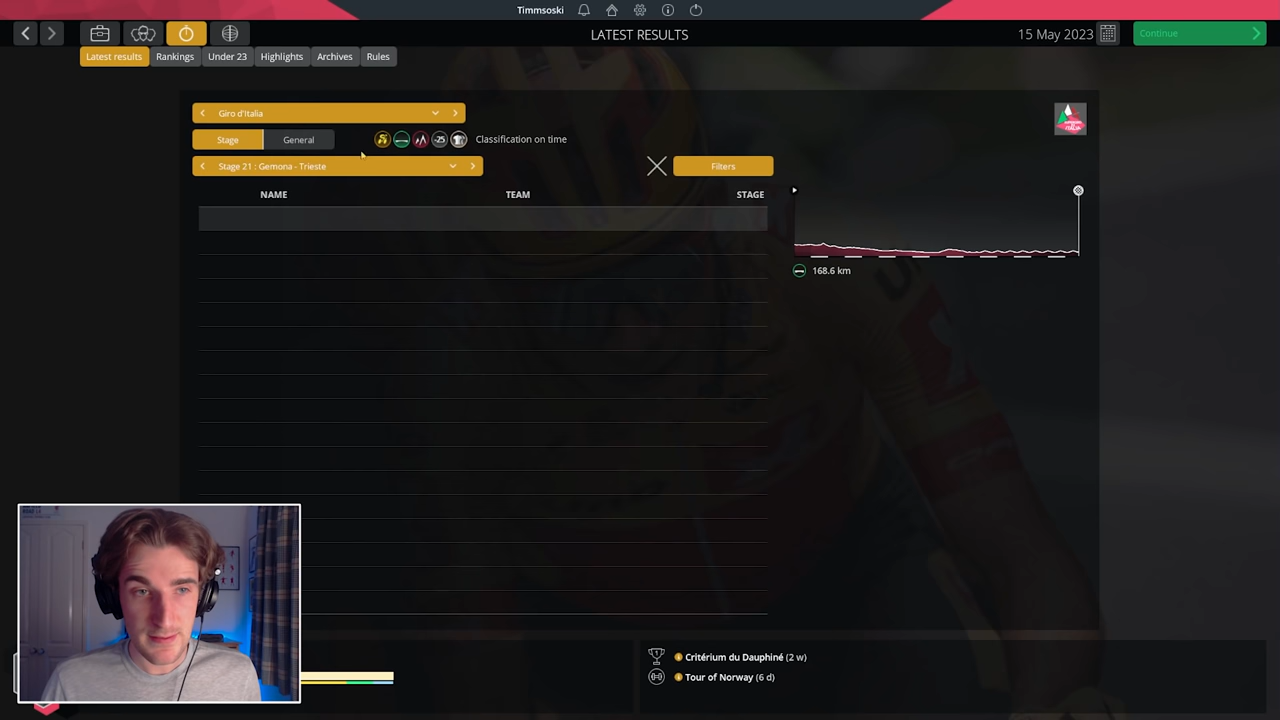 Timmsoski
LATEST RESULTS
15 May 2023
Continue
Latest results
Rankings
Under 23
Highlights
Archives
Rules
Giro d'Italia
Stage
General
-25
Classification on time
Stage 21 : Gemona - Trieste
Filters
NAME
TEAM
STAGE
168.6 km
Critérium du Dauphiné (2 w)
Tour of Norway (6 d)